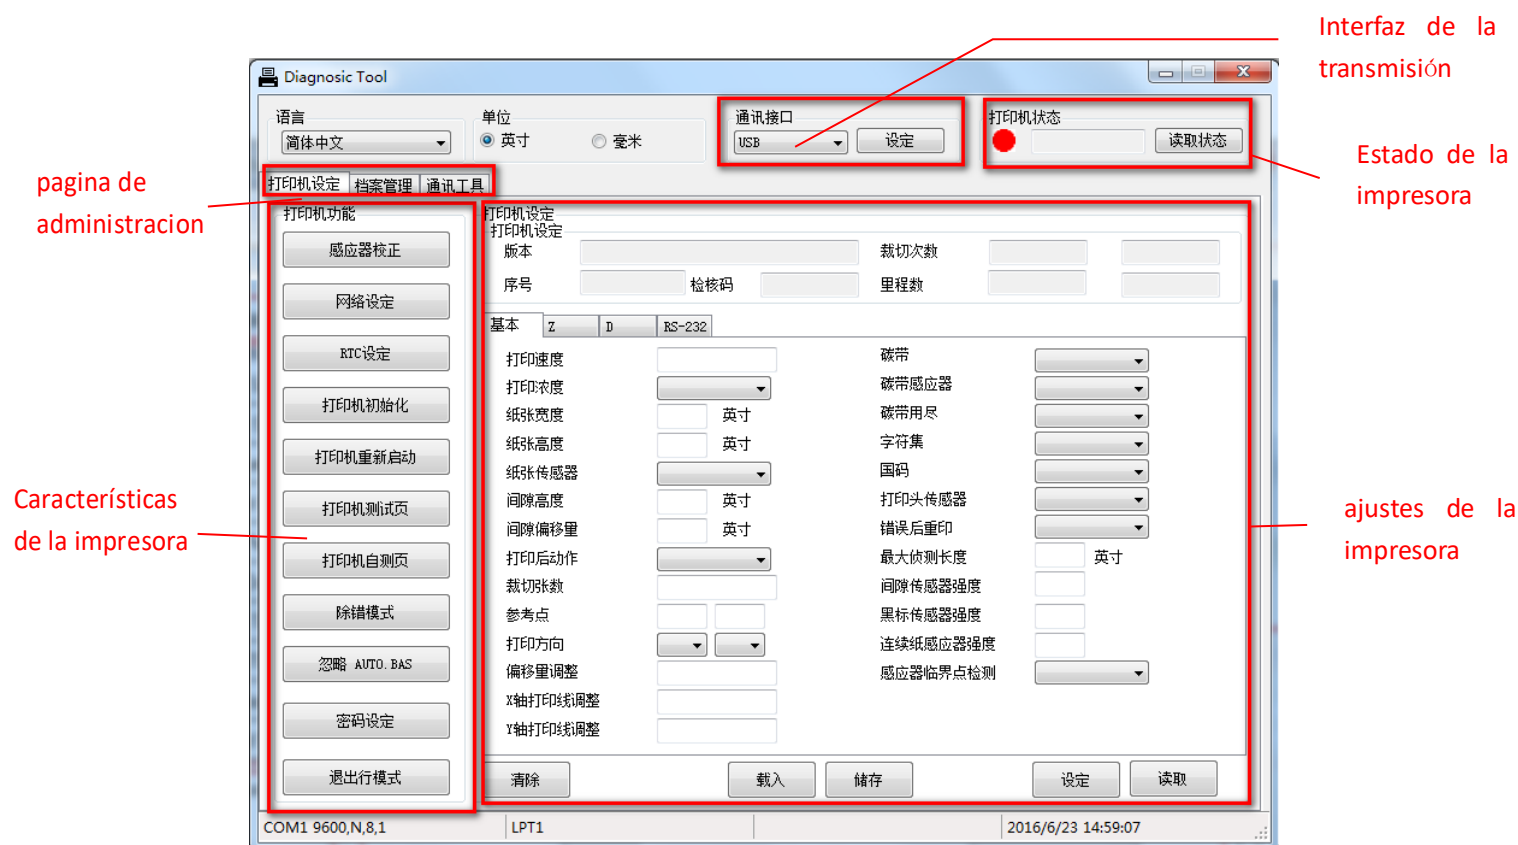 Interfaz de la
transmisión
Diagnosic Tool
语言
单位
通讯接口
打印机状态
简体中文
英寸
毫米
USB
设定
读取状态
Estado de la
impresora
pagina de
administracion
打印机设定
档案管理
通讯工具
打印机功能
打印机设定
打印机设定
感应器校正
版本
裁切次数
序号
检核码
里程数
网络设定
基本
Z
D
RS-232
RTC设定
打印速度
碳带
打印机初始化
打印浓度
碳带感应器
纸张宽度
英寸
碳带用尽
打印机重新启动
纸张高度
英寸
字符集
纸张传感器
国码
Características
de la impresora
打印机测试页
间隙高度
英寸
打印头传感器
ajustes de la
impresora
间隙偏移量
英寸
错误后重印
打印机自测页
打印后动作
最大侦测长度
英寸
裁切张数
间隙传感器强度
除错模式
参考点
黑标传感器强度
打印方向
连续纸感应器强度
忽略 AUTO.BAS
偏移量调整
感应器临界点检测
X轴打印线调整
密码设定
Y轴打印线调整
退出行模式
清除
载入
储存
设定
读取
COM1 9600,N,8,1
LPT1
2016/6/23 14:59:07